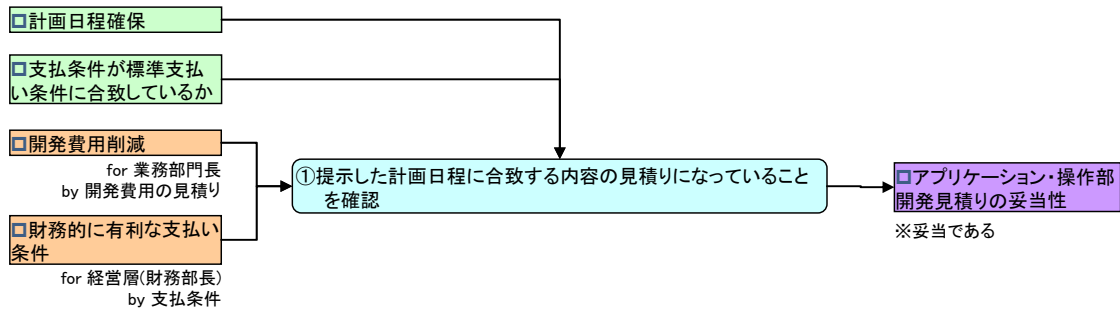 計画日程確保
支払条件が標準支払
い条件に合致しているか
開発費用削減
for 業務部門長
by 開発費用の見積り
財務的に有利な支払い
条件
for 経営層(財務部長)
by 支払条件
①提示した計画日程に合致する内容の見積りになっていること
を確認
アプリケーション・操作部
開発見積りの妥当性
※妥当である